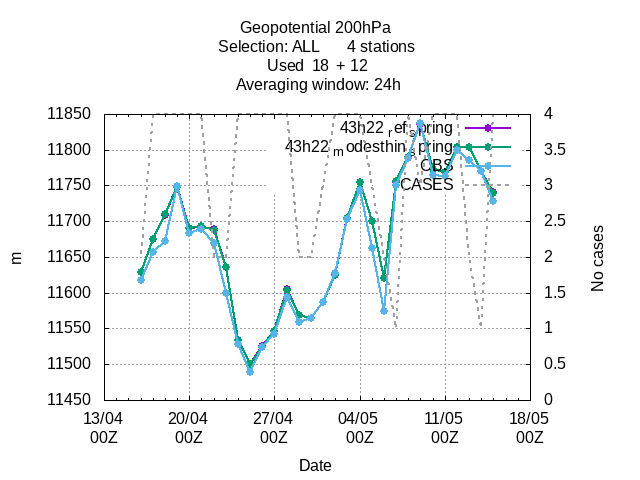 Geopotential 200hPa
Selection: ALL 4 stations
Used 18 + 12
Averaging window: 24h
43h22_ref_spring
43h22_modesthin_spring
OBS
CASES
11850
11800
11750
11700
11650
11600
11550
11500
11450
4
3.5
3
2.5
2
1.5
1
0.5
0
m
No cases
13/04 20/04 27/04 04/05 11/05 18/05
00Z 00Z 00Z 00Z 00Z 00Z
Date